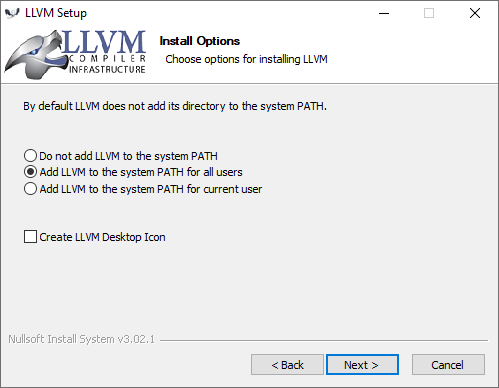 LLVM Setup
LLVM
COMPILER
INFRASTRUCTURE
Install Options
Choose options for installing LLVM
By default LLVM does not add its directory to the system PATH.
Do not add LLVM to the system PATH
Add LLVM to the system PATH for all users
Add LLVM to the system PATH for current user
Create LLVM Desktop Icon
Nullsoft Install System v3.02.1
< Back
Next >
Cancel